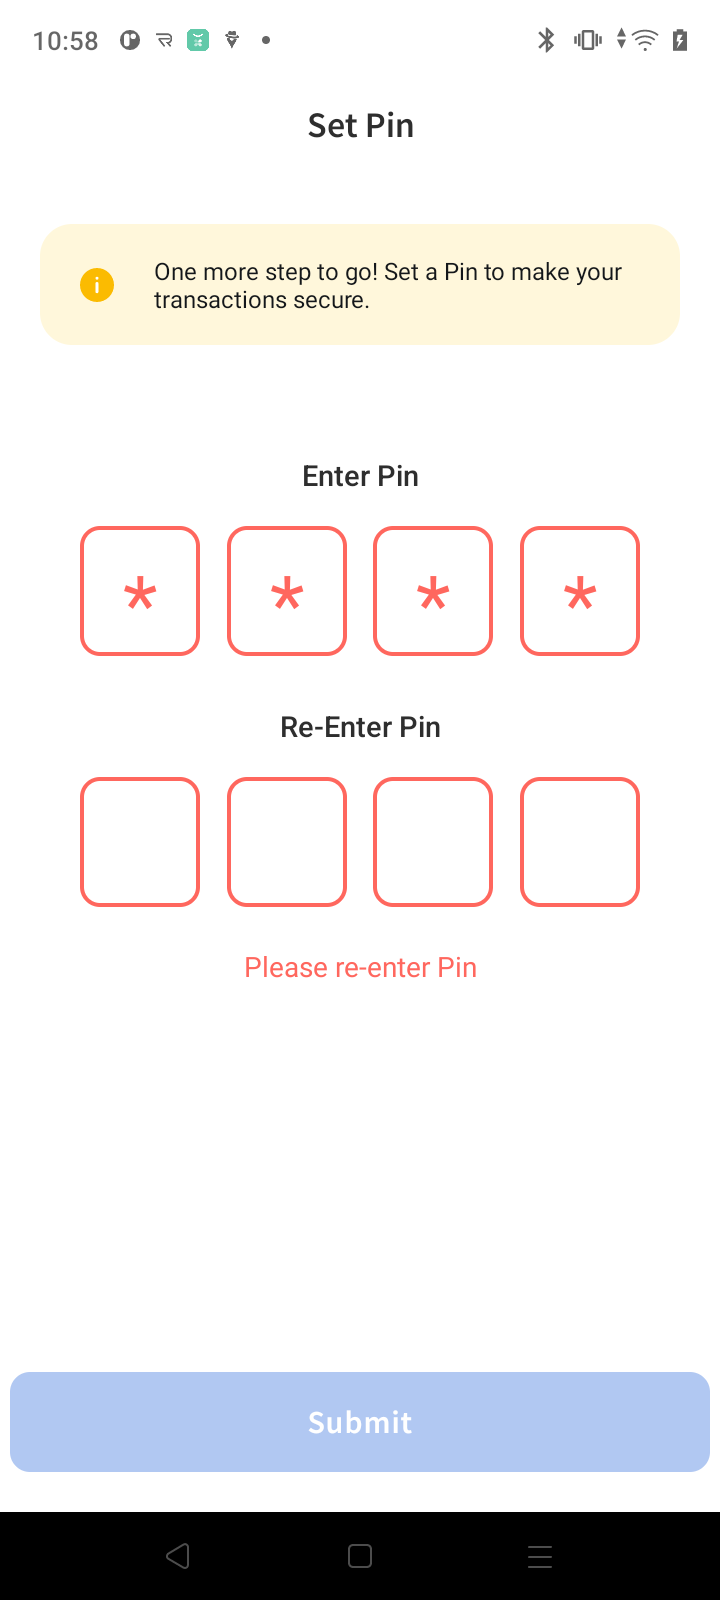 10:58
Set Pin
One more step to go! Set a Pin to make your
transactions secure.
Enter Pin
* * * *
Re-Enter Pin
Please re-enter Pin
Submit